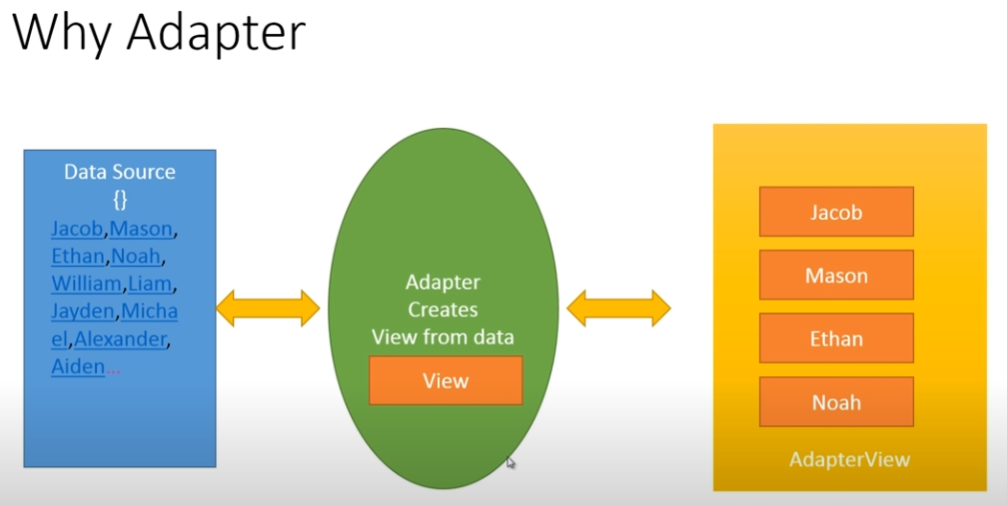 Why Adapter
Data Source
{}
Jacob,Mason,
Ethan,Noah,
William,Liam,
Jayden,Micha
el,Alexander,
Aiden...
Adapter
Creates
View from data
View
Jacob
Mason
Ethan
Noah
AdapterView